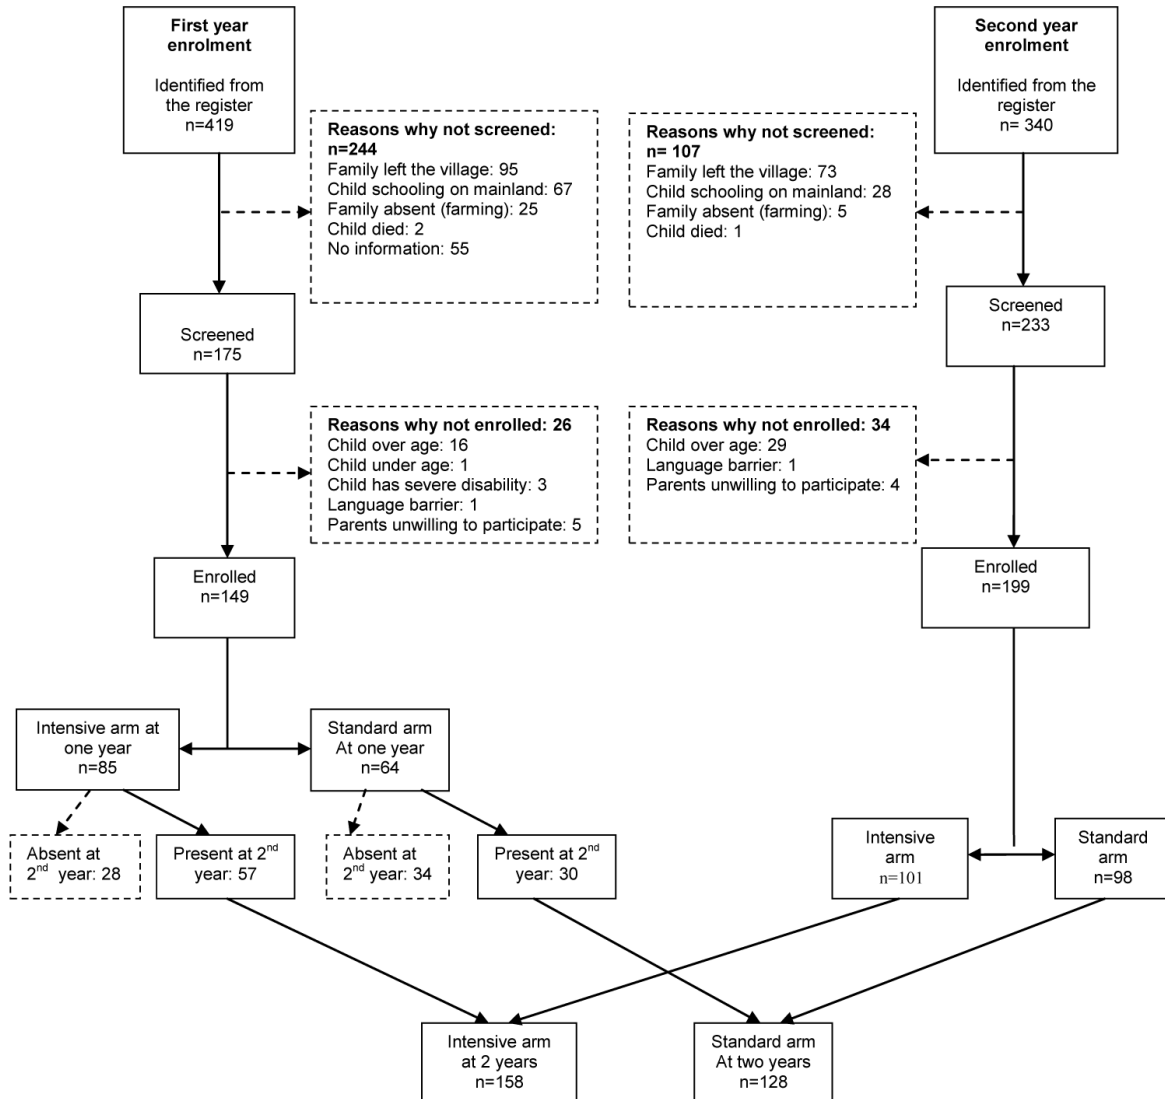 First year
enrolment
Identified from
the register
n=419
Second year
enrolment
Identified from the
register
n= 340
Reasons why not screened:
n=244
Family left the village: 95
Child schooling on mainland: 67
Family absent (farming): 25
Child died: 2
No information: 55
Reasons why not screened:
n= 107
Family left the village: 73
Child schooling on mainland: 28
Family absent (farming): 5
Child died: 1
Screened
n=175
Screened
n=233
Reasons why not enrolled: 26
Child over age: 16
Child under age: 1
Child has severe disability: 3
Language barrier: 1
Parents unwilling to participate: 5
Reasons why not enrolled: 34
Child over age: 29
Language barrier: 1
Parents unwilling to participate: 4
Enrolled
n=149
Enrolled
n=199
Intensive arm at
one year
n=85
Standard arm
At one year
n=64
Absent at
2nd year: 28
Present at 2nd
year: 57
Absent at
2nd year: 34
Present at 2nd
year: 30
Intensive
arm
n=101
Standard
arm
n=98
Intensive arm
at 2 years
n=158
Standard arm
At two years
n=128